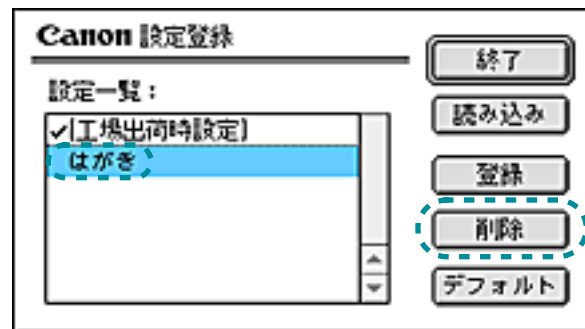 Canon 設定登録
設定一覧：
✓[工場出荷時設定]
はがき
終了
読み込み
登録
削除
デフォルト